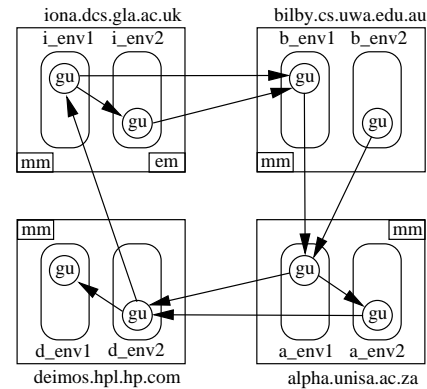 iona.dcs.gla.ac.uk
bilby.cs.uwa.edu.au
i_env1 i_env2
b_env1 b_env2
gu
gu
gu
gu
mm
em
mm
mm
mm
gu
gu
gu
gu
d_env1 d_env2
a_env1 a_env2
deimos.hpl.hp.com
alpha.unisa.ac.za